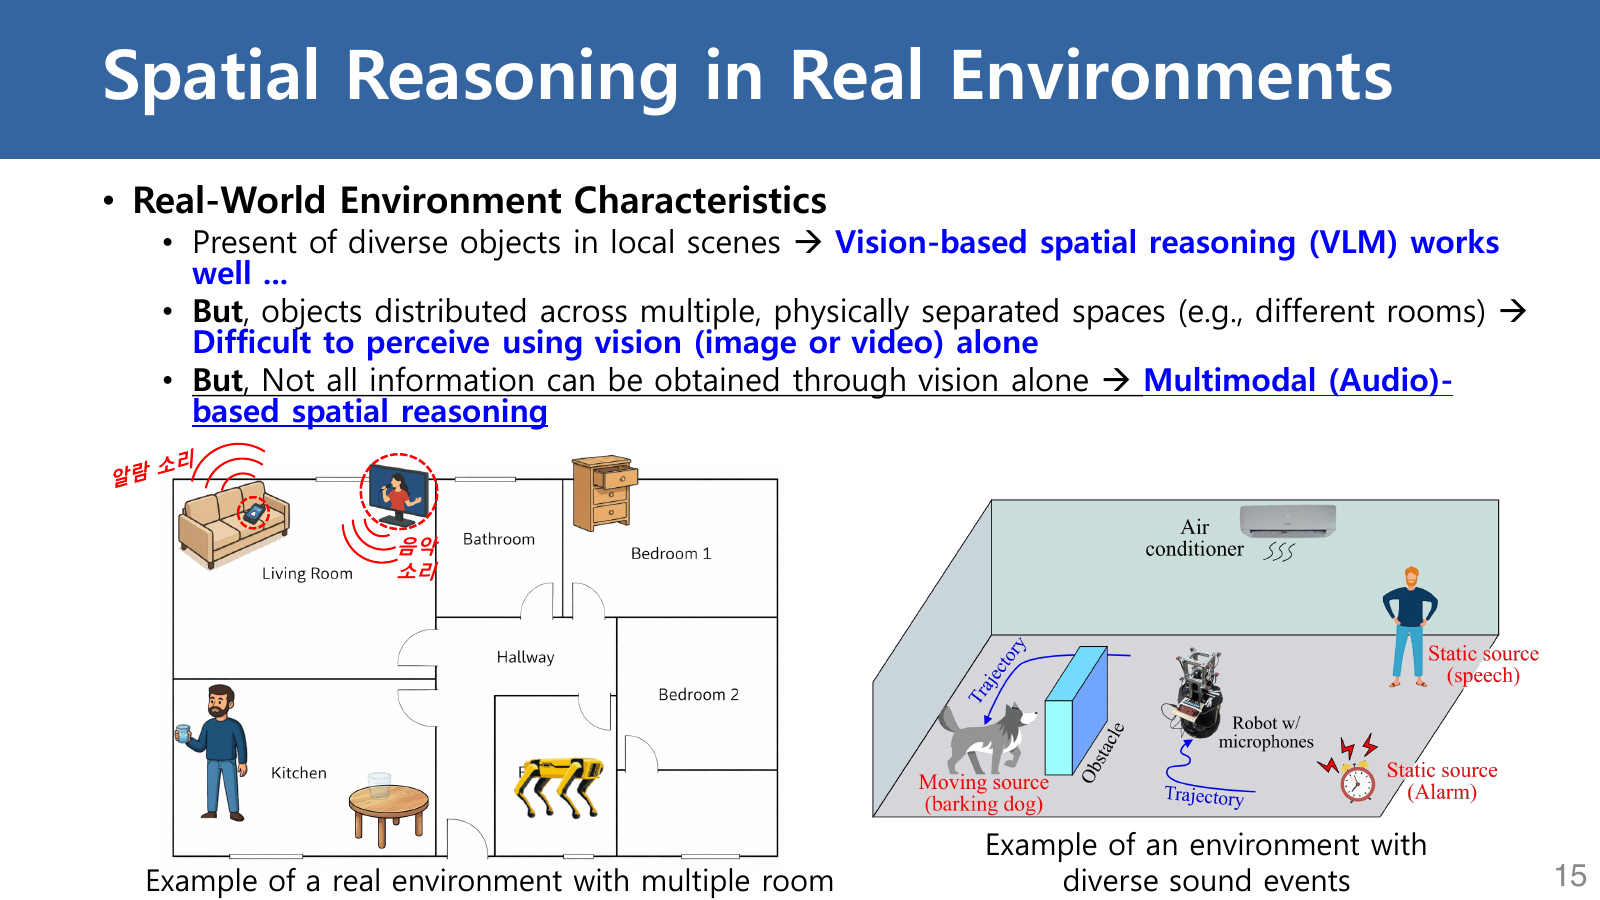 Spatial Reasoning in Real Environments
• Real-World Environment Characteristics
• Present of diverse objects in local scenes → Vision-based spatial reasoning (VLM) works
well ...
• But, objects distributed across multiple, physically separated spaces (e.g., different rooms) →
Difficult to perceive using vision (image or video) alone
• But, Not all information can be obtained through vision alone → Multimodal (Audio)-
based spatial reasoning
알람 소리
음악
소리
Living Room
Bathroom
Bedroom 1
Hallway
Bedroom 2
Kitchen
Example of a real environment with multiple room
Air
conditioner
Trajectory
Obstacle
Static source
(speech)
Robot w/
microphones
Moving source
(barking dog)
Trajectory
Static source
(Alarm)
Example of an environment with
diverse sound events
15